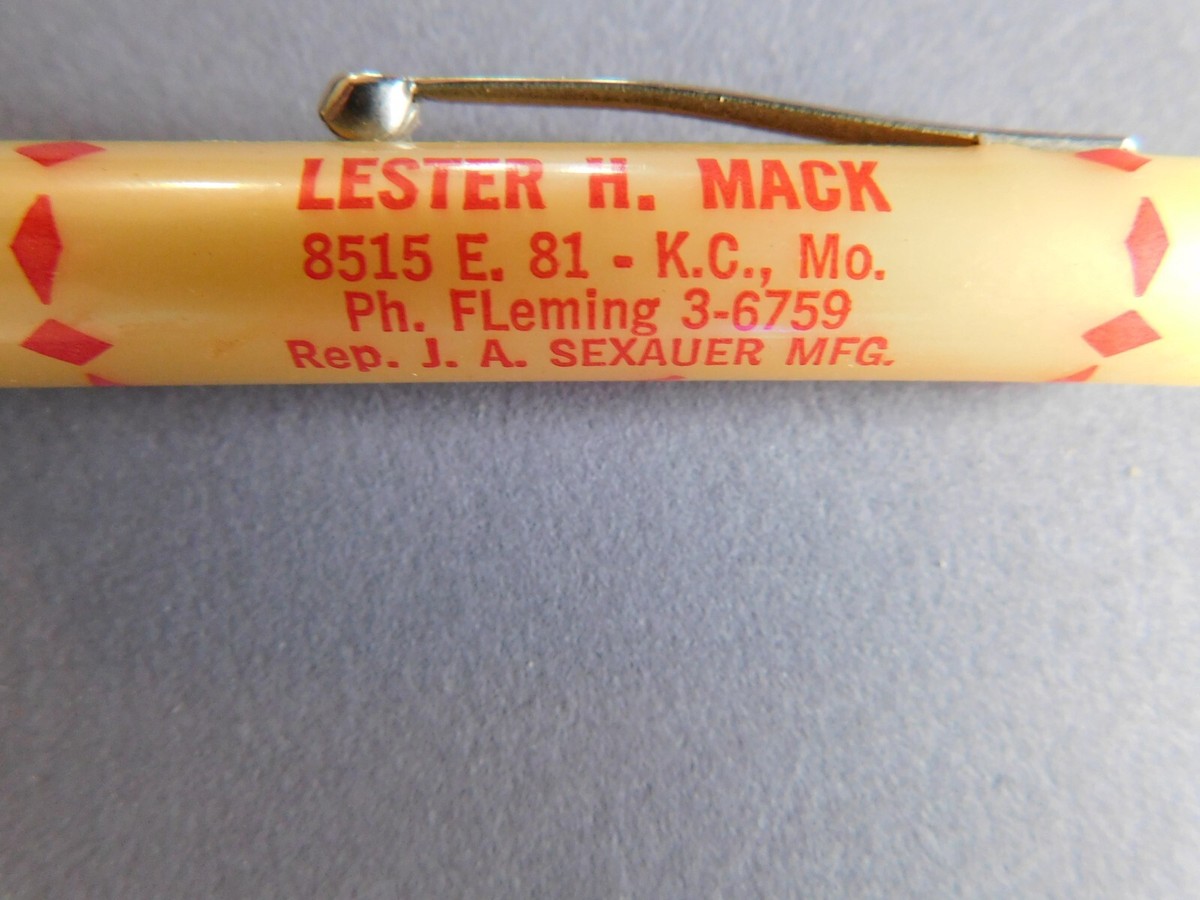 LESTER H. MACK
8515 E. 81 - K.C., Mo.
Ph. FLeming 3-6759
Rep. J. A. SEXAUER MFG.